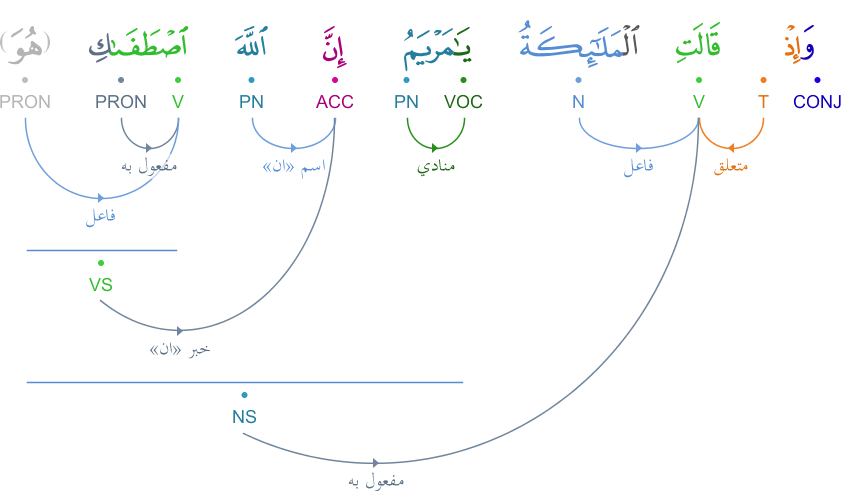 وَإِذْ قَالَتِ ٱلْمَلَٰٓئِكَةُ يَٰمَرْيَمُ إِنَّ ٱللَّهَ ٱصْطَفَىٰكِ (هُوَ)
CONJ T V N VOC PN ACC PN V PRON PRON
متعلق فاعل منادي اسم «ان» مفعول به
فاعل
VS
خبر «ان»
NS
مفعول به